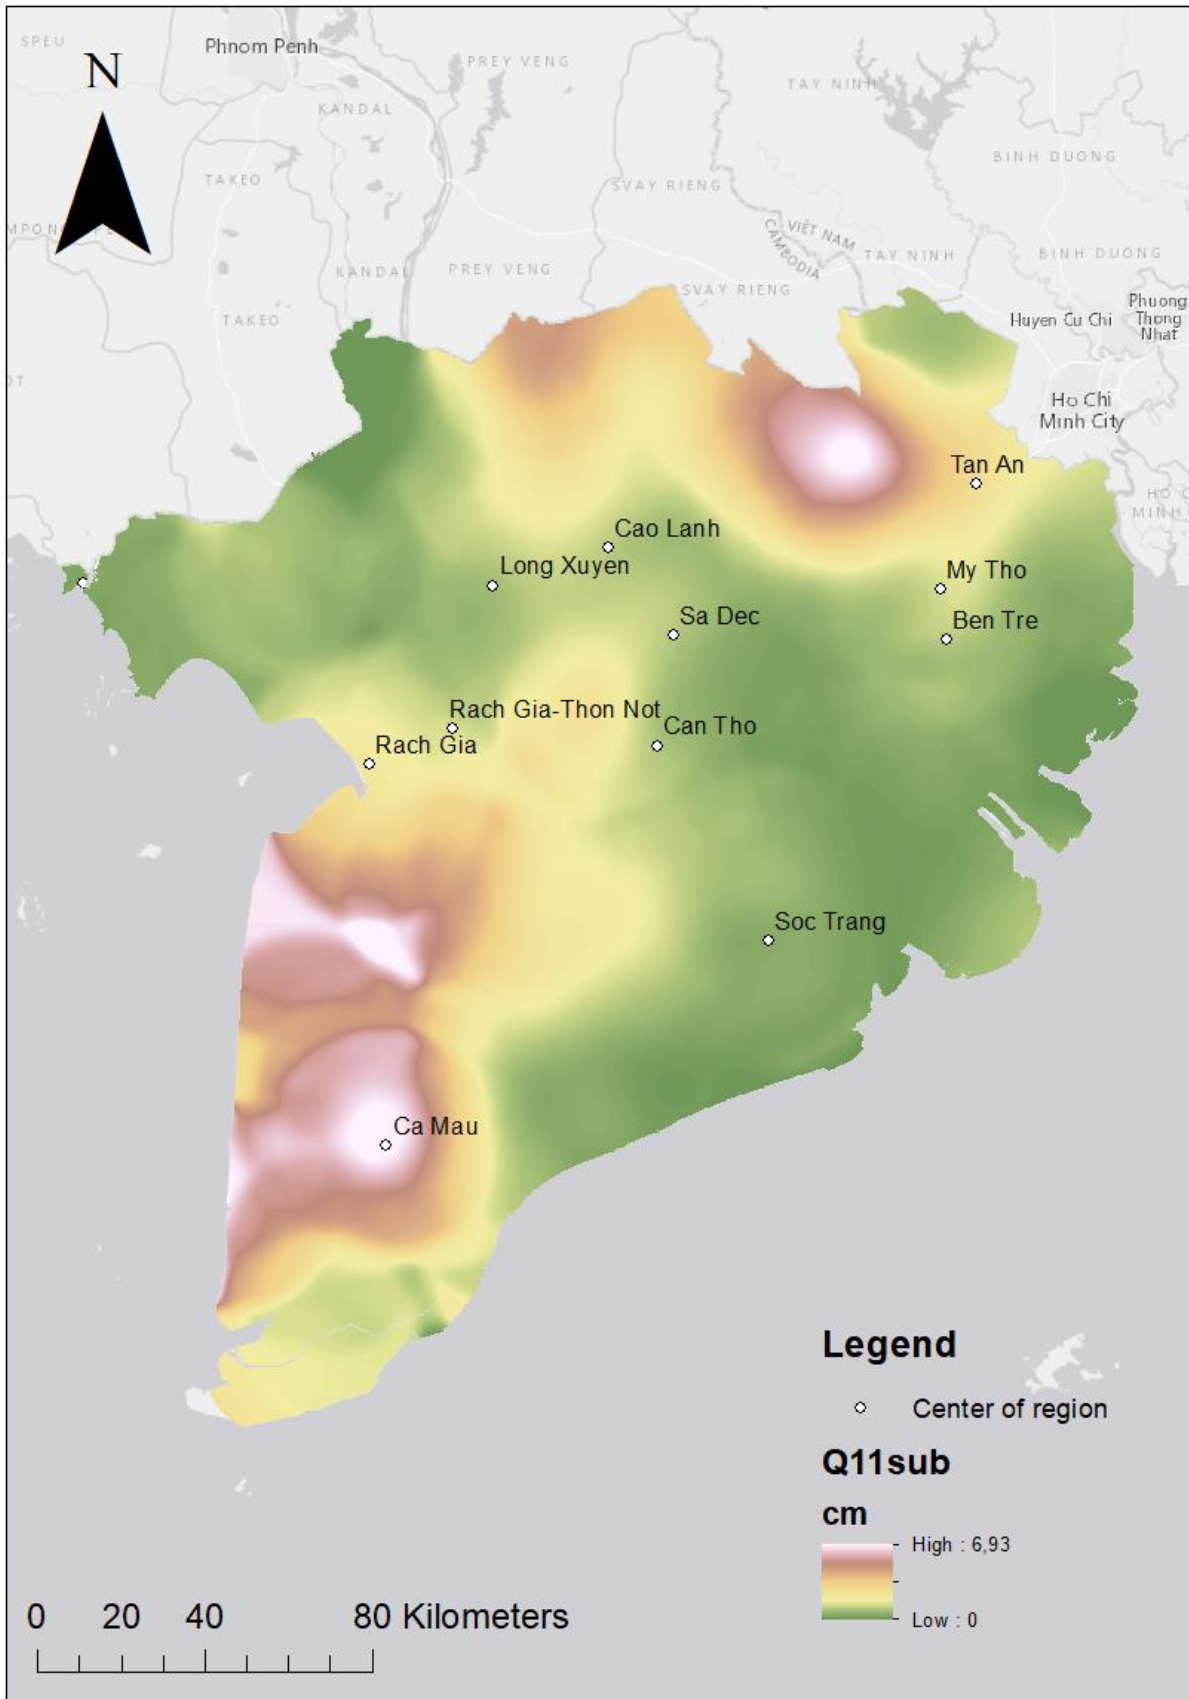 SPEU
Phnom Penh
PREY VENG
TAY NINH
N
KANDAL
BINH DUONG
TAKEO
SVAY RIENG
VIỆT NAM
CAMBODIA
TAY NINH
BINH DUONG
KANDAL
PREY VENG
SVAY RIENG
TAKEO
Huyen Cu Chi
Phuong
Thong
Nhat
Ho Chi
Minh City
Tan An
Cao Lanh
Long Xuyen
My Tho
Sa Dec
Ben Tre
Rach Gia-Thon Not
Can Tho
Rach Gia
Soc Trang
Ca Mau
Legend
Center of region
Q11sub
cm
High : 6,93
Low : 0
0 20 40 80 Kilometers